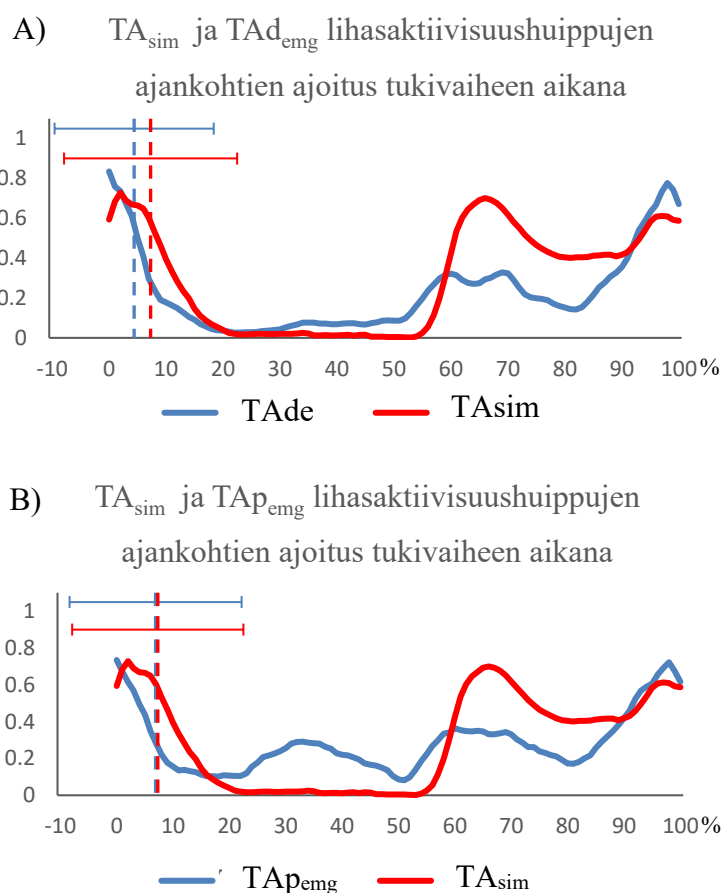 A) TAsim ja TAdemg lihasaktiivisuushuippujen
ajankohtien ajoitus tukivaiheen aikana
1
0.8
0.6
0.4
0.2
0
-10 0 10 20 30 40 50 60 70 80 90 100%
TAde TAsim
B) TAsim ja TApemg lihasaktiivisuushuippujen
ajankohtien ajoitus tukivaiheen aikana
1
0.8
0.6
0.4
0.2
0
-10 0 10 20 30 40 50 60 70 80 90 100%
TApemg TAsim